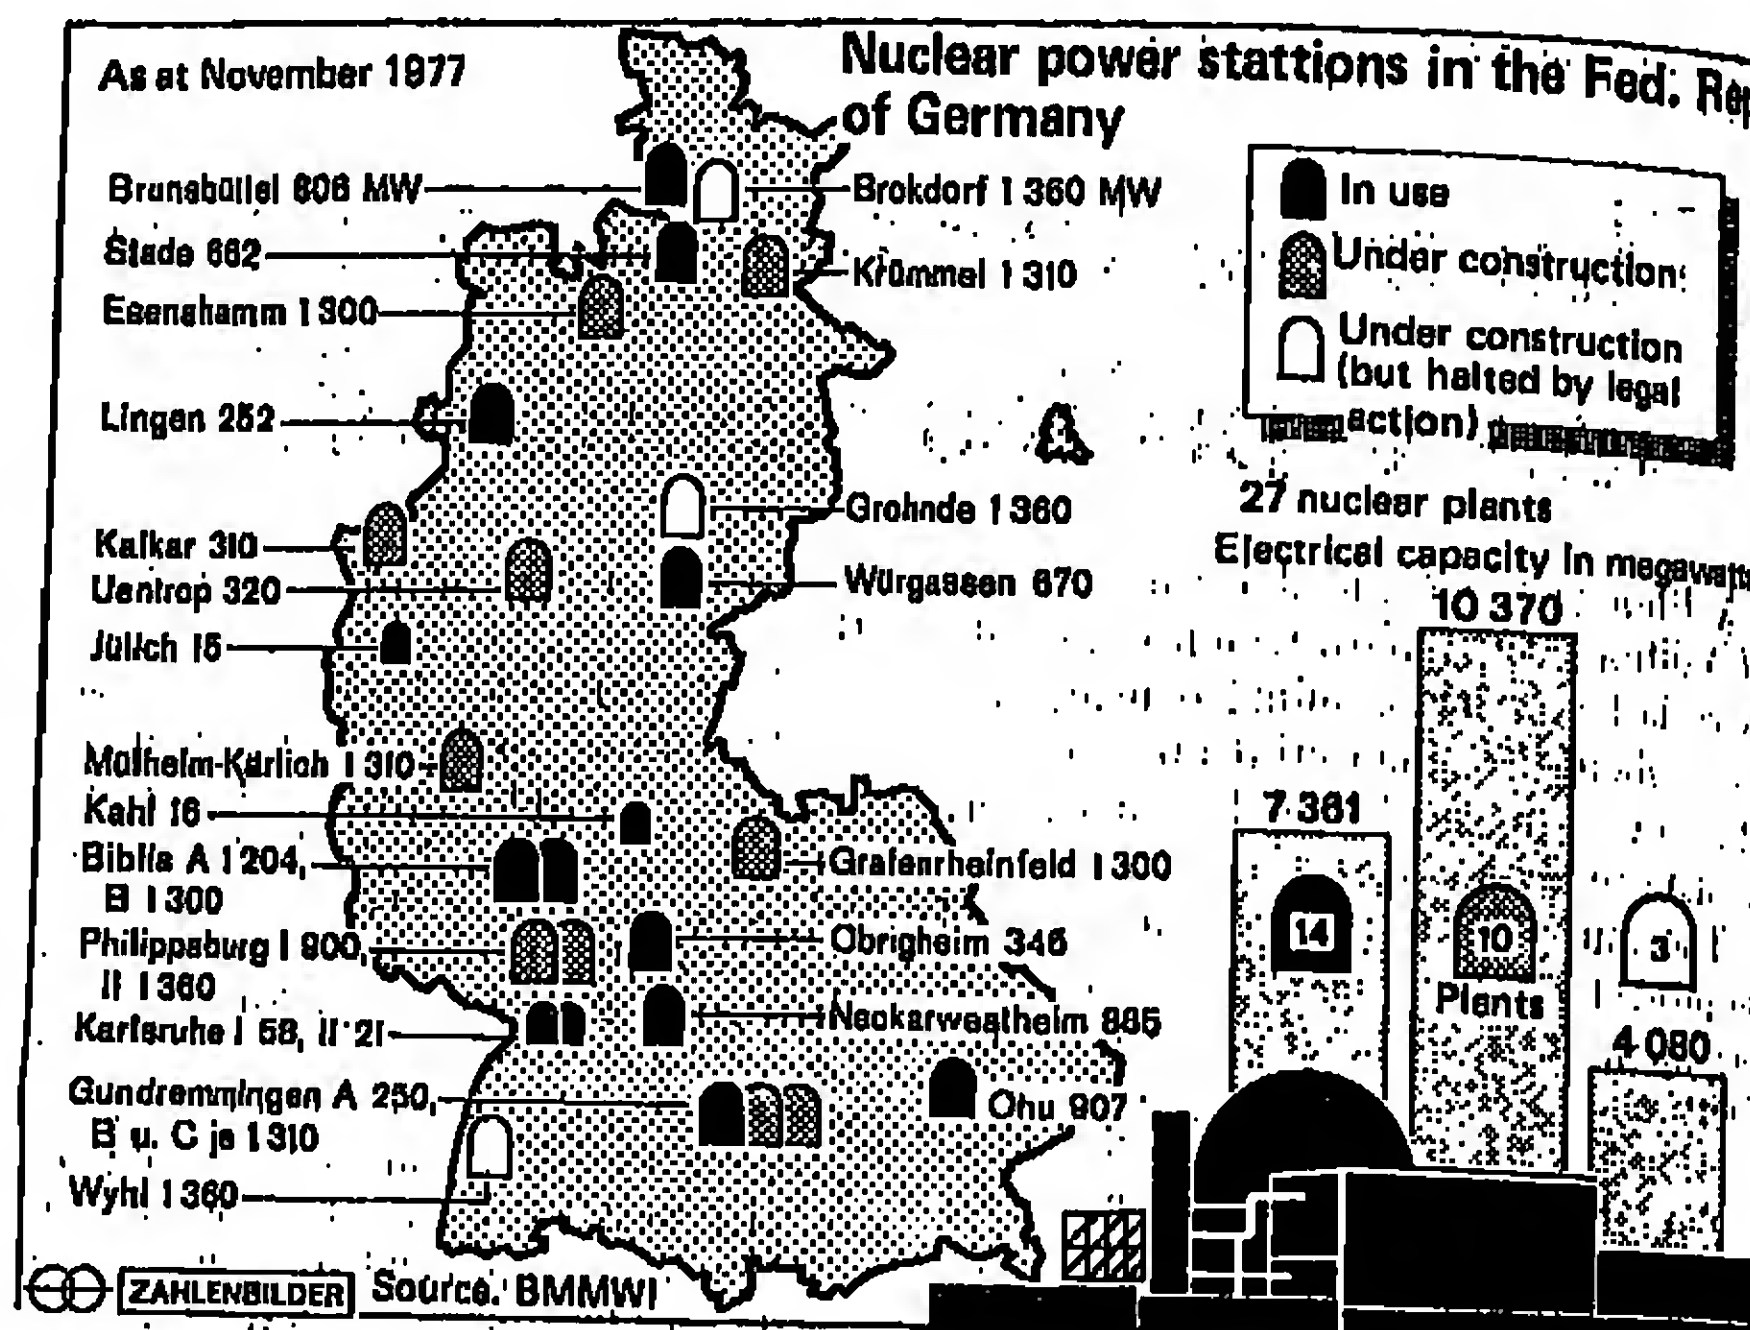 As at November 1977
Nuclear power stattions in the Fed. Rep
of Germany
Brunsbüttel 806 MW
Brokdorf 1 360 MW
Stade 662
Krümmel 1 310
Esenshamm 1 300
Lingen 252
Kalkar 310
Grohnde 1 360
Uentrop 320
Würgassen 670
Jülich 15
Mülheim-Kärlich 1 310
Kahl 16
Biblis A 1 204,
B 1 300
Grafenrheinfeld 1 300
Philippsburg I 900,
II 1 360
Obrigheim 345
Karlsruhe I 58, II 21
Neckarwestheim 885
Gundremmingen A 250,
B u. C je 1 310
Ohu 907
Wyhl 1 360
In use
Under construction
Under construction
(but halted by legal
action)
27 nuclear plants
Electrical capacity in megawatts
10 370
7 361
14
10
3
Plants
4 080
ZAHLENBILDER
Source. BMMWI